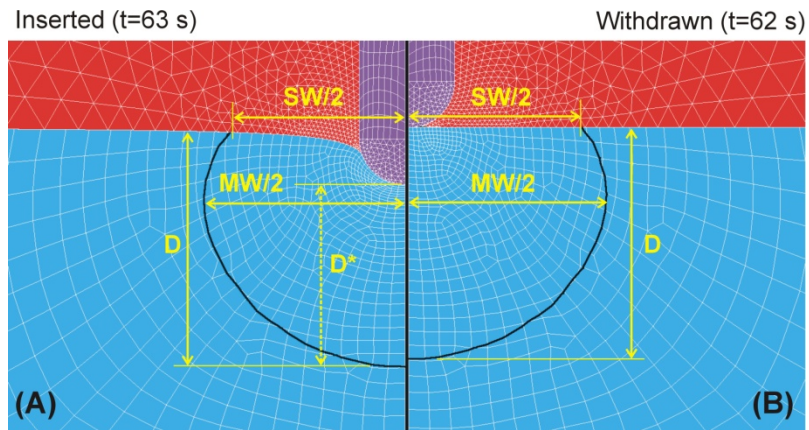 Inserted (t=63 s)
Withdrawn (t=62 s)
SW/2
SW/2
MW/2
MW/2
D
D*
D
(A)
(B)